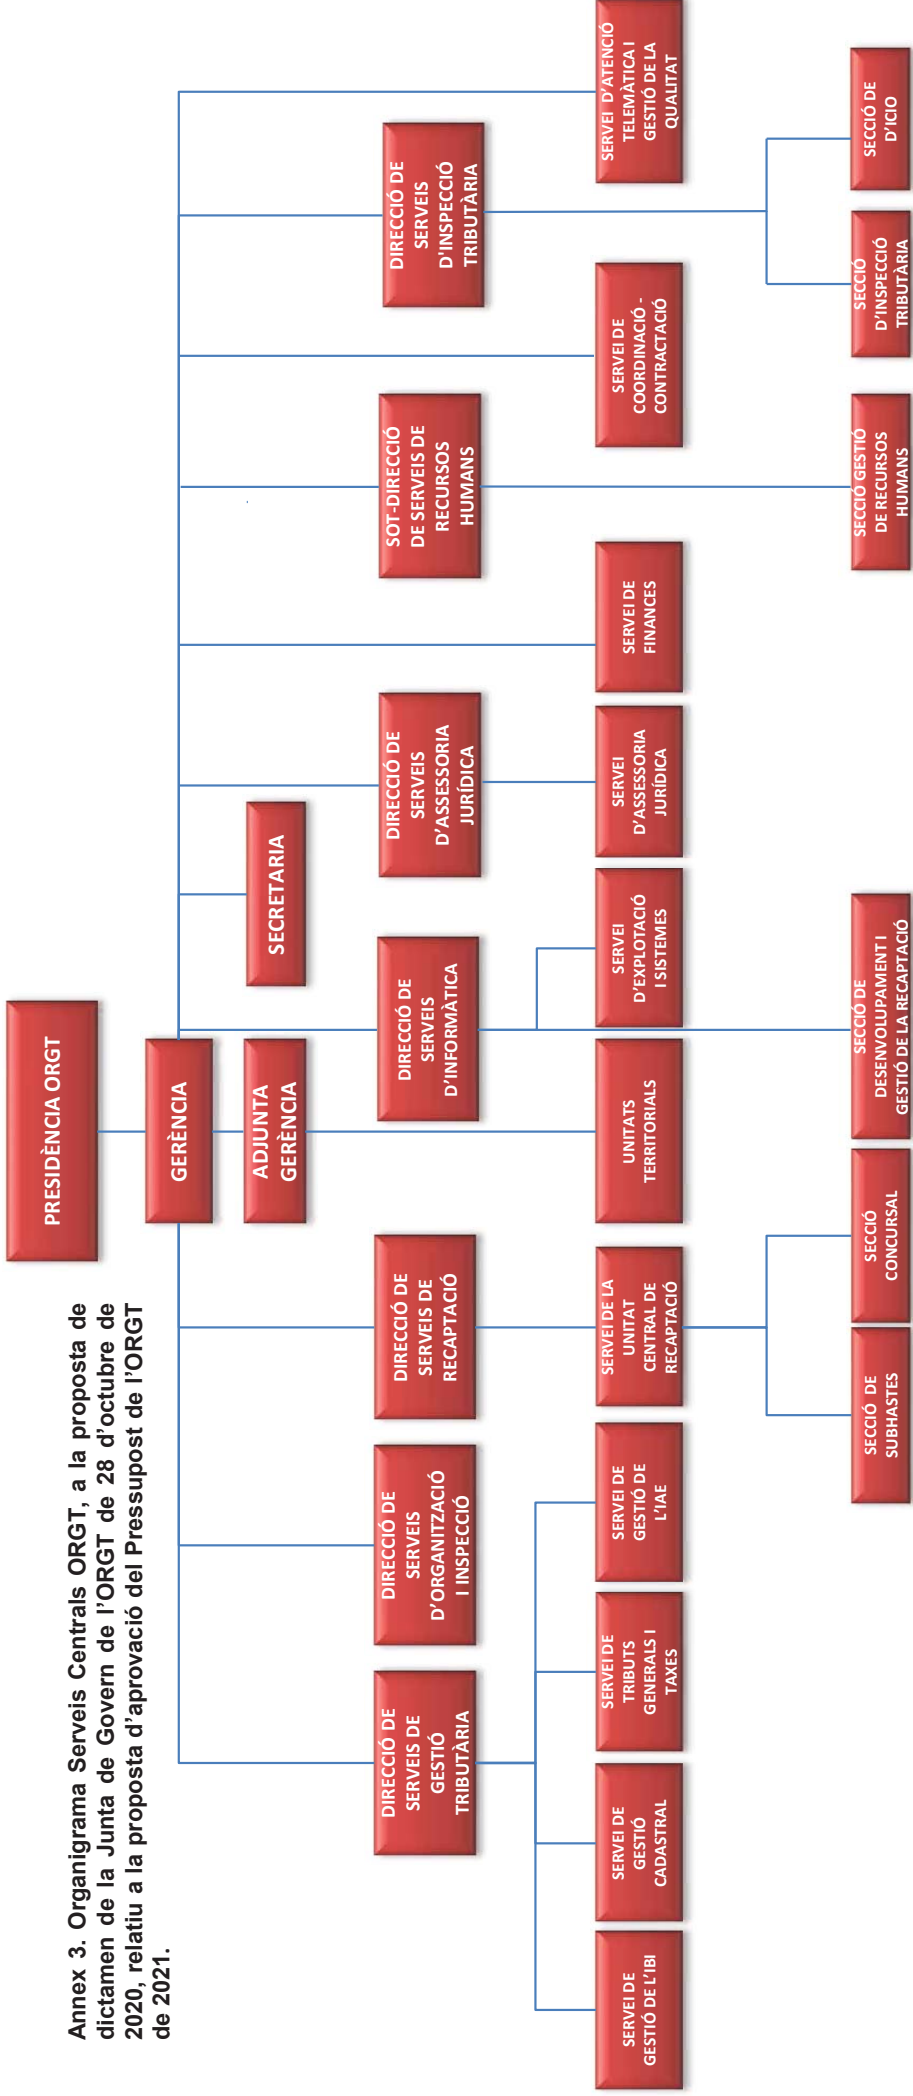 Annex 3. Organigrama Serveis Centrals ORGT, a la proposta de
dictamen de la Junta de Govern de l'ORGT de 28 d'octubre de
2020, relatiu a la proposta d'aprovació del Pressupost de l'ORGT
de 2021.
PRESIDÈNCIA ORGT
GERÈNCIA
ADJUNTA
GERÈNCIA
SECRETARIA
DIRECCIÓ DE
SERVEIS DE
GESTIÓ
TRIBUTÀRIA
DIRECCIÓ DE
SERVEIS
D'ORGANITZACIÓ
I INSPECCIÓ
DIRECCIÓ DE
SERVEIS DE
RECAPTACIÓ
DIRECCIÓ DE
SERVEIS
D'INFORMÀTICA
DIRECCIÓ DE
SERVEIS
D'ASSESSORIA
JURÍDICA
SOT-DIRECCIÓ
DE SERVEIS DE
RECURSOS
HUMANS
DIRECCIÓ DE
SERVEIS
D'INSPECCIÓ
TRIBUTÀRIA
SERVEI DE
GESTIÓ DE L'IBI
SERVEI DE
GESTIÓ
CADASTRAL
SERVEI DE
TRIBUTS
GENERALS I
TAXES
SERVEI DE
GESTIÓ DE
L'IAE
SERVEI DE LA
UNITAT
CENTRAL DE
RECAPTACIÓ
UNITATS
TERRITORIALS
SERVEI
D'EXPLOTACIÓ
I SISTEMES
SERVEI
D'ASSESSORIA
JURÍDICA
SERVEI DE
FINANCES
SERVEI DE
COORDINACIÓ -
CONTRACTACIÓ
SERVEI D'ATENCIÓ
TELEMÀTICA I
GESTIÓ DE LA
QUALITAT
SECCIÓ DE
SUBHASTES
SECCIÓ
CONCURSAL
SECCIÓ DE
DESENVOLUPAMENT I
GESTIÓ DE LA RECAPTACIÓ
SECCIÓ GESTIÓ
DE RECURSOS
HUMANS
SECCIÓ
D'INSPECCIÓ
TRIBUTÀRIA
SECCIÓ DE
D'ICIO